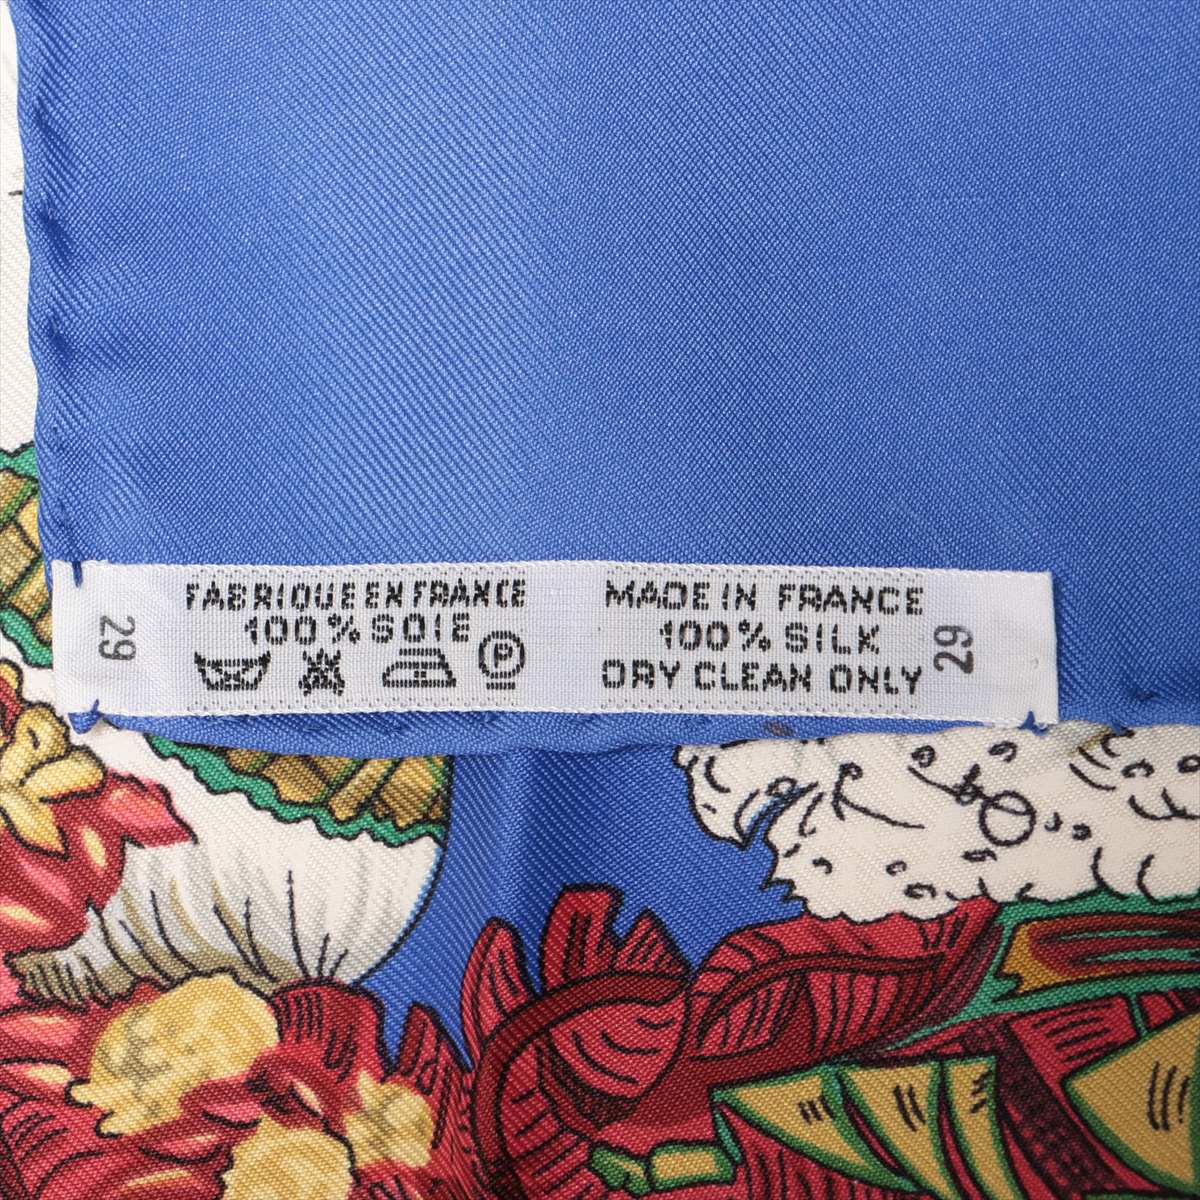 29
FABRIQUE EN FRANCE
100% SOIE
P
MADE IN FRANCE
100% SILK
DRY CLEAN ONLY
29